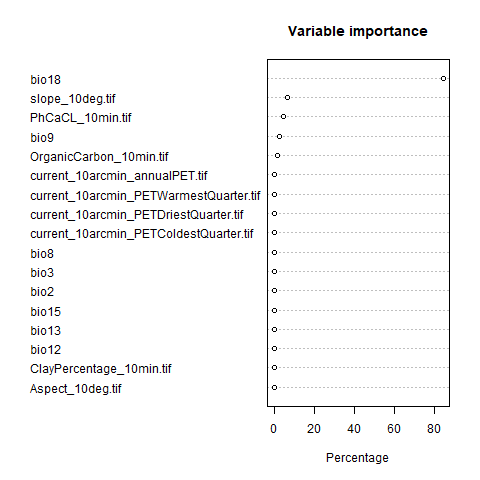 Variable importance
bio18
slope_10deg.tif
PhCaCL_10min.tif
bio9
OrganicCarbon_10min.tif
current_10arcmin_annualPET.tif
current_10arcmin_PETWarmestQuarter.tif
current_10arcmin_PETDriestQuarter.tif
current_10arcmin_PETColdestQuarter.tif
bio8
bio3
bio2
bio15
bio13
bio12
ClayPercentage_10min.tif
Aspect_10deg.tif
0 20 40 60 80
Percentage